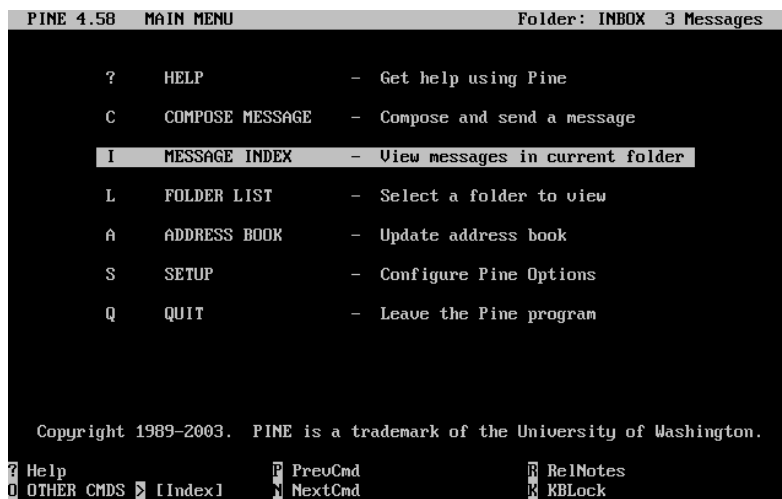 PINE 4.58   MAIN MENU   Folder: INBOX   3 Messages
?   HELP   -   Get help using Pine
C   COMPOSE MESSAGE   -   Compose and send a message
I   MESSAGE INDEX   -   View messages in current folder
L   FOLDER LIST   -   Select a folder to view
A   ADDRESS BOOK   -   Update address book
S   SETUP   -   Configure Pine Options
Q   QUIT   -   Leave the Pine program
Copyright 1989-2003.  PINE is a trademark of the University of Washington.
? Help   P PrevCmd   R RelNotes
O OTHER CMDS > [Index]   N NextCmd   K KBLock